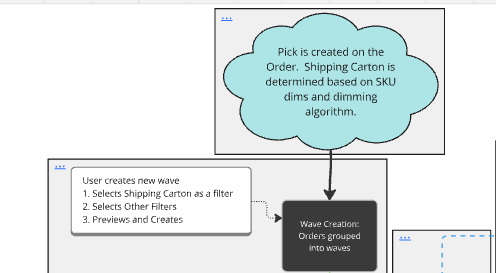 ...
Pick is created on the
Order. Shipping Carton is
determined based on SKU
dims and dimming
algorithm.
...
User creates new wave
1. Selects Shipping Carton as a filter
2. Selects Other Filters
3. Previews and Creates
Wave Creation:
Orders grouped
into waves
...